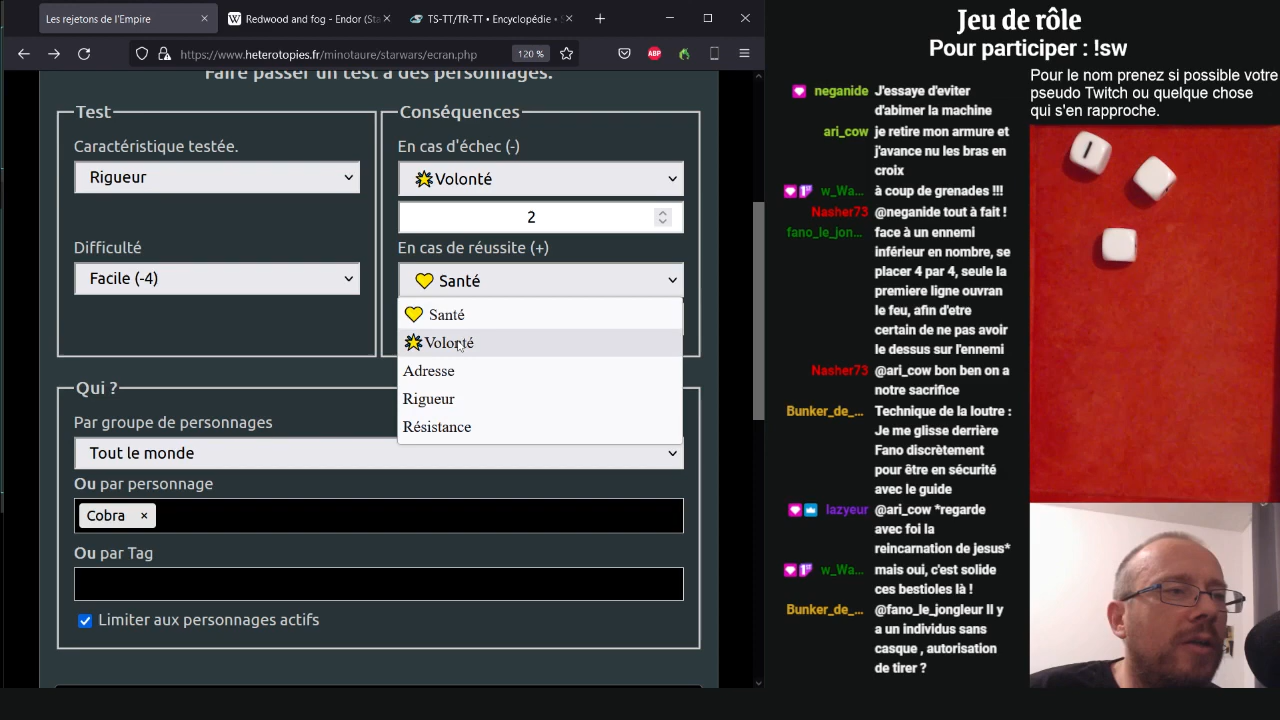 Les rejetons de l'Empire
Redwood and fog - Endor (Sta
TS-TT/TR-TT • Encyclopédie •
https://www.heterotopies.fr/minotaure/starwars/ecran.php
120 %
ABP
Faire passer un test à des personnages.
Test
Caractéristique testée.
Rigueur
Difficulté
Facile (-4)
Conséquences
En cas d'échec (-)
Volonté
2
En cas de réussite (+)
Santé
Santé
Volonté
Adresse
Rigueur
Résistance
Qui ?
Par groupe de personnages
Tout le monde
Ou par personnage
Cobra ×
Ou par Tag
Limiter aux personnages actifs
Jeu de rôle
Pour participer : !sw
neganide J'essaye d'eviter
d'abimer la machine
ari_cow je retire mon armure et
j'avance nu les bras en
croix
w_Wa... à coup de grenades !!!
Nasher73 @neganide tout à fait !
fano_le_jon... face à un ennemi
inférieur en nombre, se
placer 4 par 4, seule la
premiere ligne ouvran
le feu, afin d'etre
certain de ne pas avoir
le dessus sur l'ennemi
Nasher73 @ari_cow bon ben on a
notre sacrifice
Bunker_de_... Technique de la loutre :
Je me glisse derrière
Fano discrètement
pour être en sécurité
avec le guide
lazyeur @ari_cow *regarde
avec foi la
reincarnation de jesus*
w_Wa... mais oui, c'est solide
ces bestioles là !
Bunker_de_... @fano_le_jongleur Il y
a un individus sans
casque , autorisation
de tirer ?
Pour le nom prenez si possible votre
pseudo Twitch ou quelque chose
qui s'en rapproche.